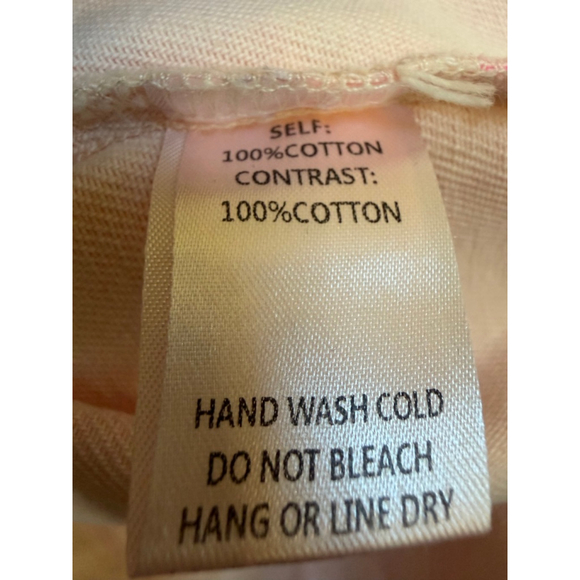 SELF:
100%COTTON
CONTRAST:
100%COTTON
HAND WASH COLD
DO NOT BLEACH
HANG OR LINE DRY